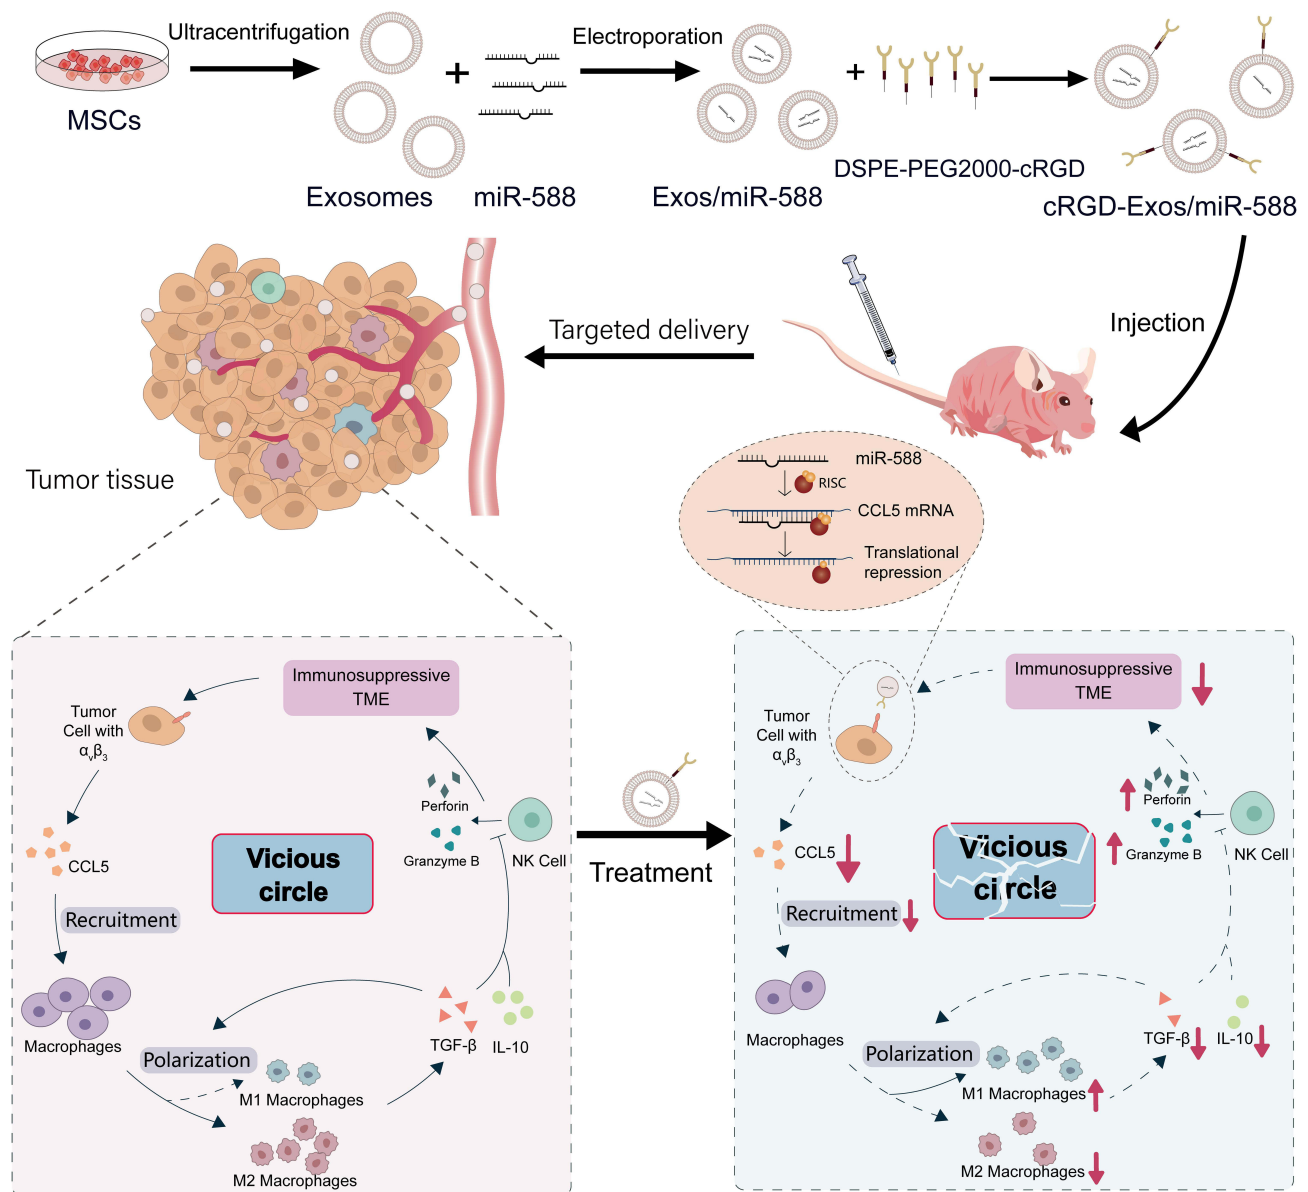 Ultracentrifugation
Electroporation
MSCs
Exosomes
miR-588
Exos/miR-588
DSPE-PEG2000-cRGD
cRGD-Exos/miR-588
Injection
Targeted delivery
Tumor tissue
miR-588
RISC
CCL5 mRNA
Translational
repression
Immunosuppressive
TME
Tumor
Cell with
αvβ3
Perforin
Granzyme B
NK Cell
CCL5
Vicious
circle
Recruitment
Macrophages
Polarization
TGF-β
IL-10
M1 Macrophages
M2 Macrophages
Treatment
Immunosuppressive
TME
Tumor
Cell with
αvβ3
Perforin
Granzyme B
NK Cell
CCL5
Vicious
circle
Recruitment
Macrophages
Polarization
TGF-β
IL-10
M1 Macrophages
M2 Macrophages